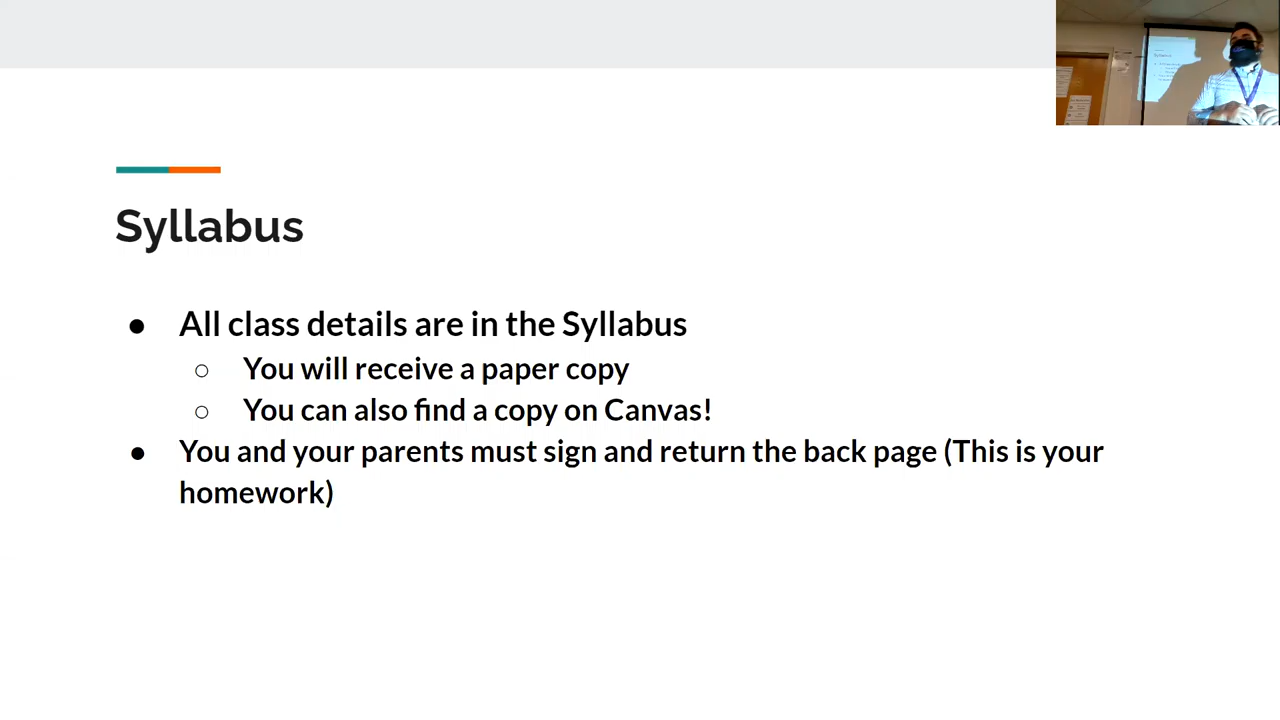 Syllabus
● All class details are in the Syllabus
○ You will receive a paper copy
○ You can also find a copy on Canvas!
● You and your parents must sign and return the back page (This is your
homework)